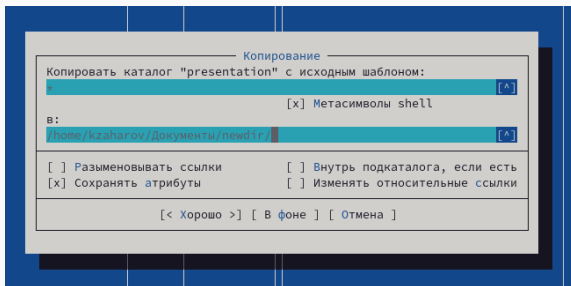 Копирование
Копировать каталог "presentation" с исходным шаблоном:
* [^]
[x] Метасимволы shell
в:
/home/kzaharov/Документы/newdir/ [^]
[ ] Разыменовывать ссылки [ ] Внутрь подкаталога, если есть
[x] Сохранять атрибуты [ ] Изменять относительные ссылки
[< Хорошо >] [ В фоне ] [ Отмена ]